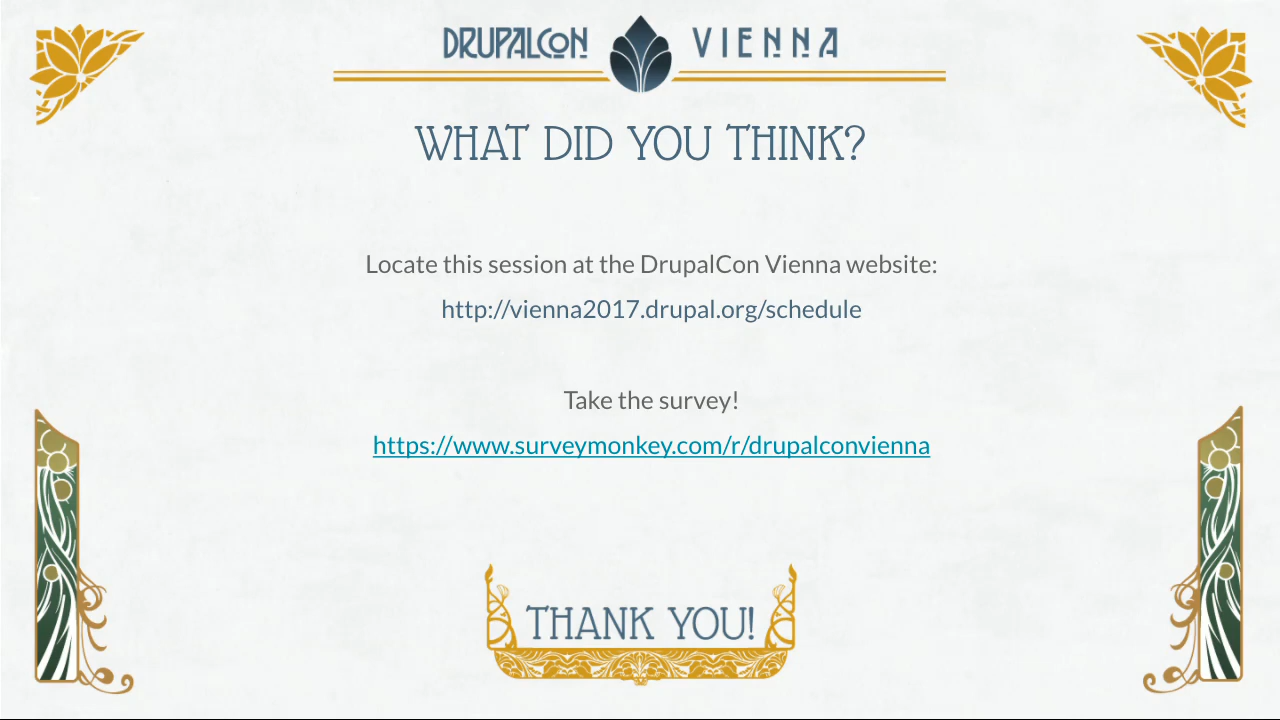 DRUPALCON VIENNA
WHAT DID YOU THINK?
Locate this session at the DrupalCon Vienna website:
http://vienna2017.drupal.org/schedule
Take the survey!
https://www.surveymonkey.com/r/drupalconvienna
THANK YOU!